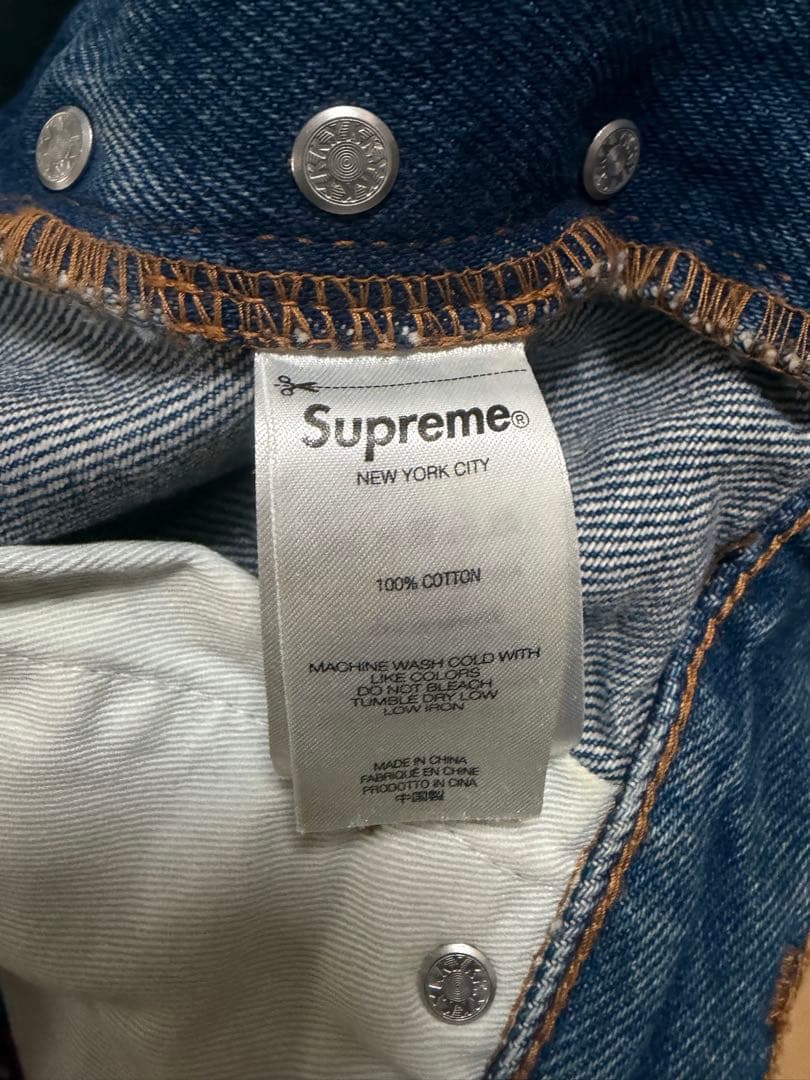 Supreme®
NEW YORK CITY
100% COTTON
MACHINE WASH COLD WITH
LIKE COLORS
DO NOT BLEACH
TUMBLE DRY LOW
LOW IRON
MADE IN CHINA
FABRIQUÉ EN CHINE
PRODOTTO IN CINA
中国製